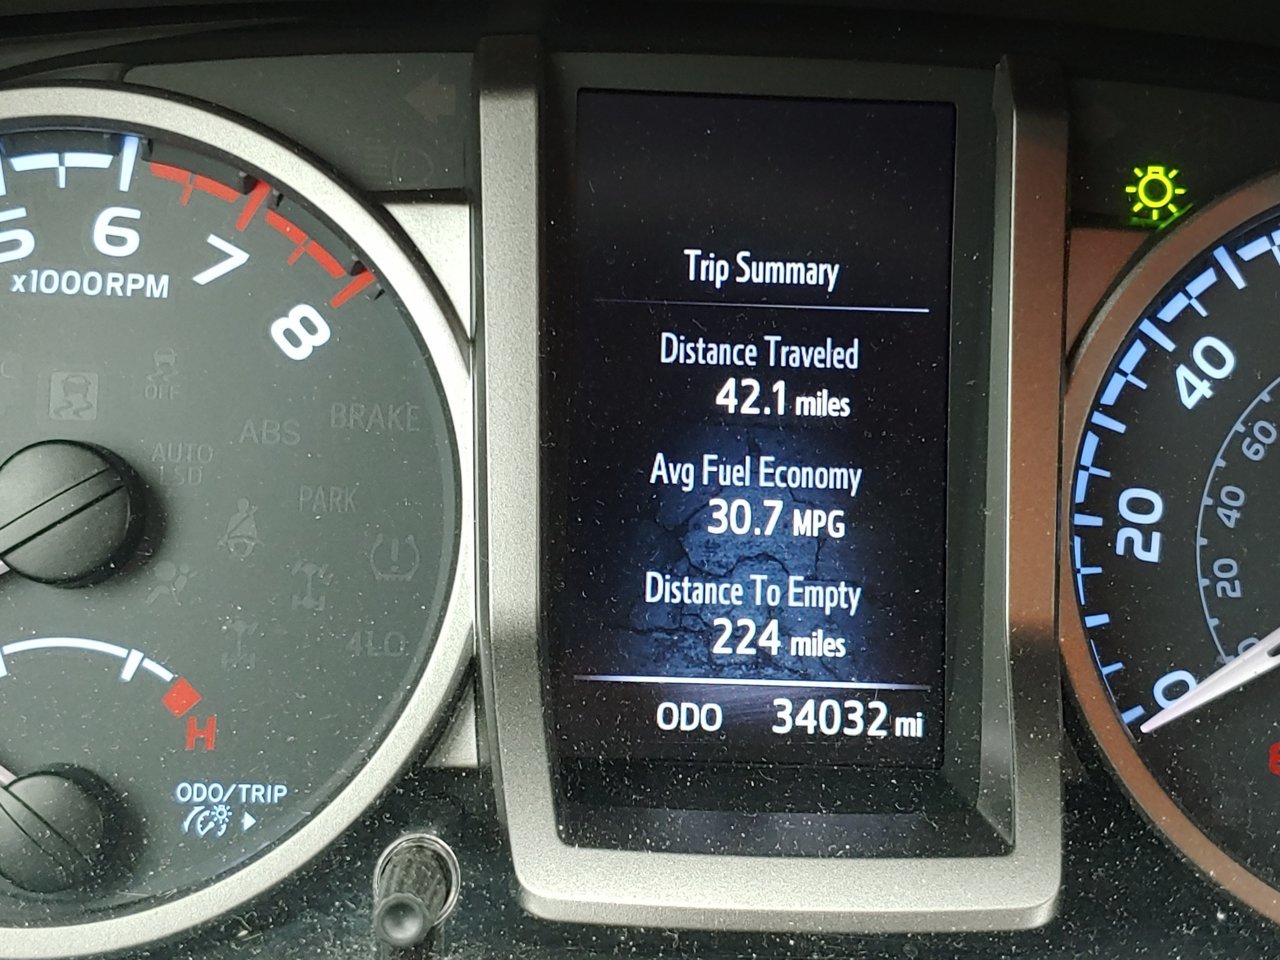 5 6 7 8
x1000RPM
OFF
AUTO
LSD
ABS
BRAKE
PARK
4LO
H
ODO/TRIP
Trip Summary
Distance Traveled
42.1 miles
Avg Fuel Economy
30.7 MPG
Distance To Empty
224 miles
ODO 34032 mi
40
20
0
60
40
20
0